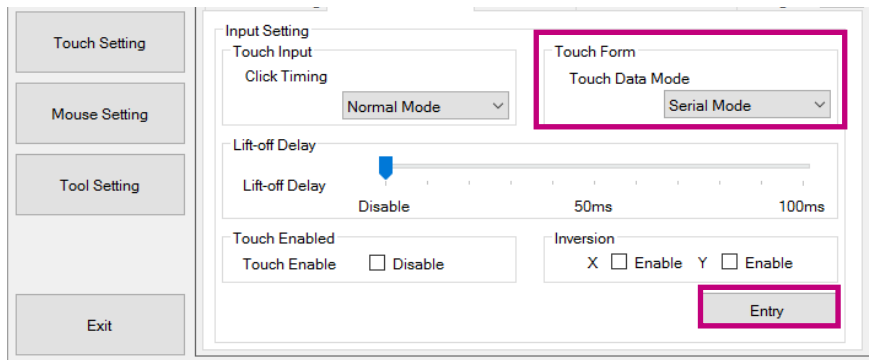 Touch Setting
Mouse Setting
Tool Setting
Exit
Input Setting
Touch Input
Click Timing
Normal Mode
Touch Form
Touch Data Mode
Serial Mode
Lift-off Delay
Lift-off Delay
Disable 50ms 100ms
Touch Enabled
Touch Enable Disable
Inversion
X Enable Y Enable
Entry